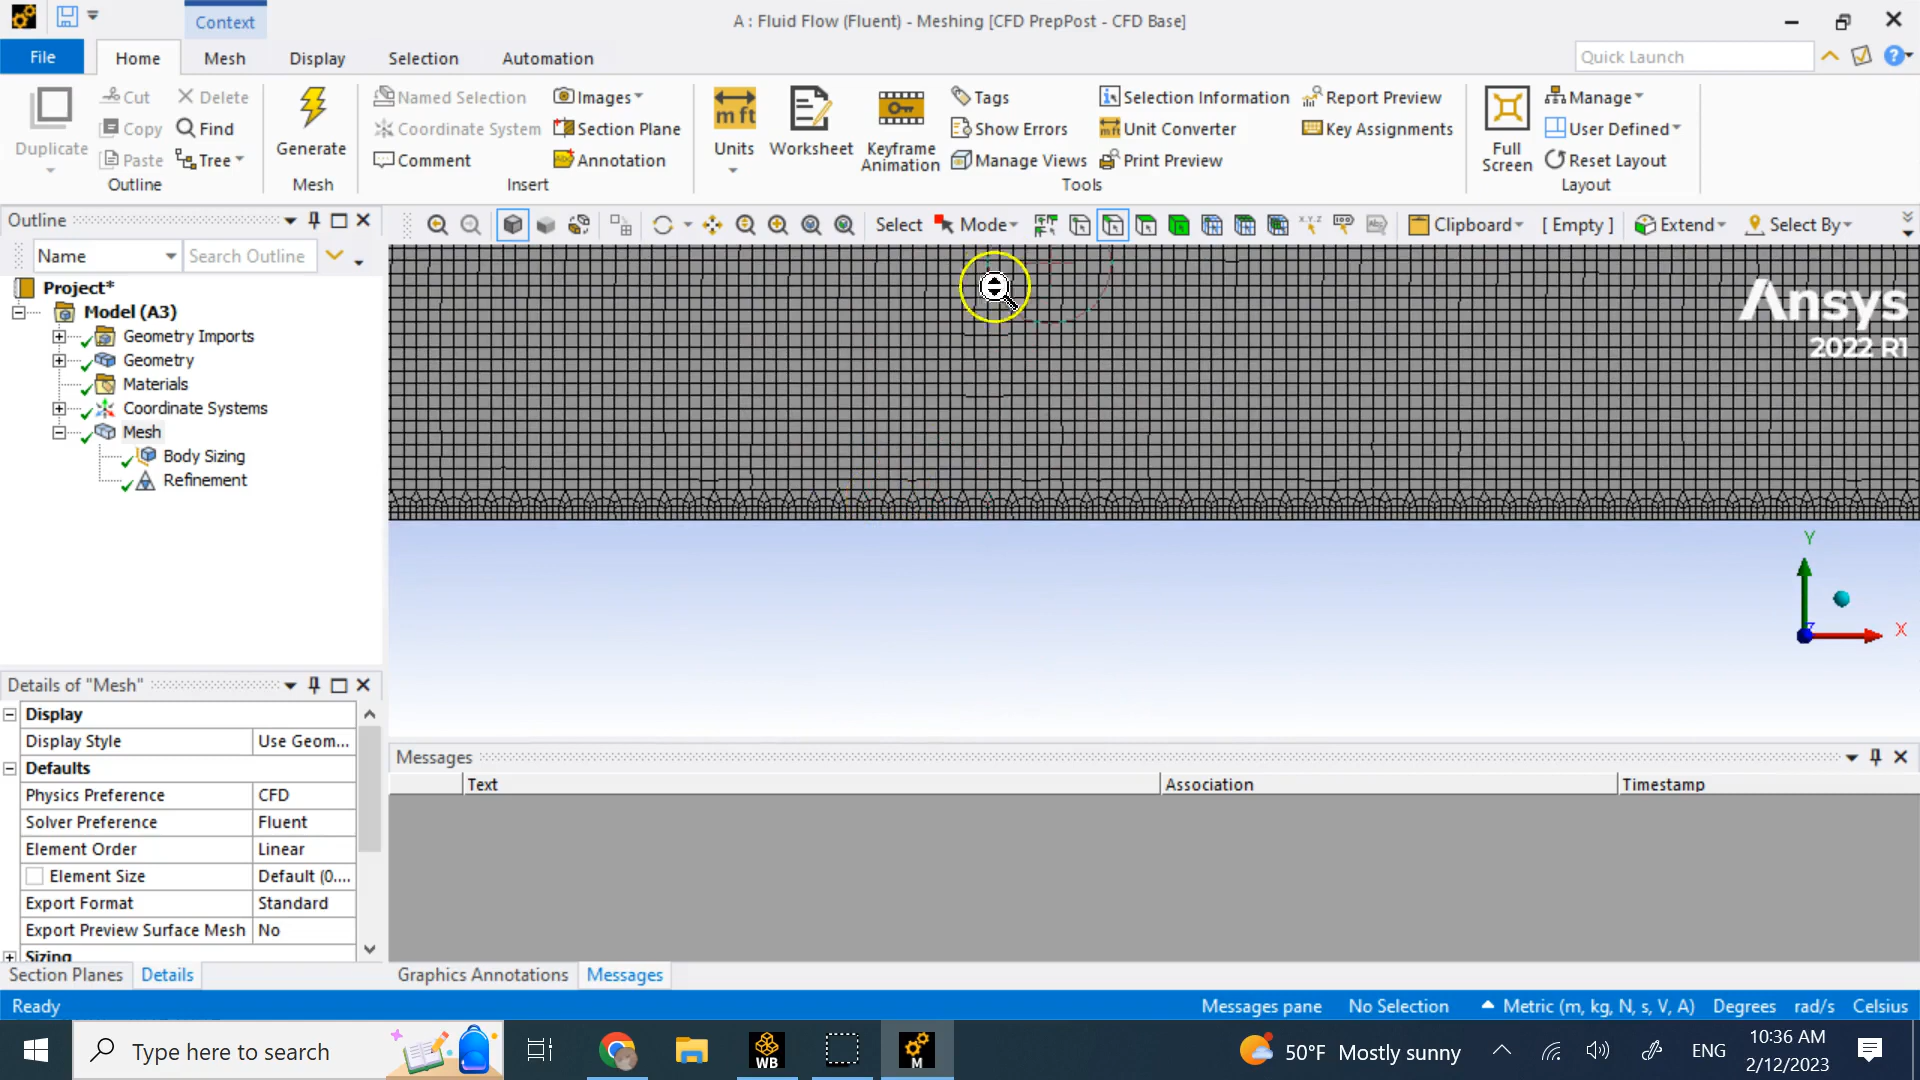 Context
A : Fluid Flow (Fluent) - Meshing [CFD PrepPost - CFD Base]
File Home Mesh Display Selection Automation
Quick Launch
Duplicate
Cut
Copy
Paste
Delete
Find
Tree
Outline
Generate
Mesh
Named Selection
Coordinate System
Comment
Images
Section Plane
Annotation
Insert
m ft
Units
Worksheet
Keyframe
Animation
Tags
Show Errors
Manage Views
Selection Information
Unit Converter
Print Preview
Report Preview
Key Assignments
Tools
Full
Screen
Manage
User Defined
Reset Layout
Layout
Outline
Select Mode
X,Y,Z
Clipboard [ Empty ] Extend Select By
Name Search Outline
Project*
Model (A3)
Geometry Imports
Geometry
Materials
Coordinate Systems
Mesh
Body Sizing
Refinement
Ansys
2022 R1
Y
Z
X
Details of "Mesh"
Display
Display Style Use Geom...
Defaults
Physics Preference CFD
Solver Preference Fluent
Element Order Linear
Element Size Default (0....
Export Format Standard
Export Preview Surface Mesh No
Sizing
Section Planes Details
Messages
Text Association Timestamp
Graphics Annotations Messages
Ready
Messages pane No Selection Metric (m, kg, N, s, V, A) Degrees rad/s Celsius
Type here to search
WB
M
50°F Mostly sunny
ENG
10:36 AM
2/12/2023